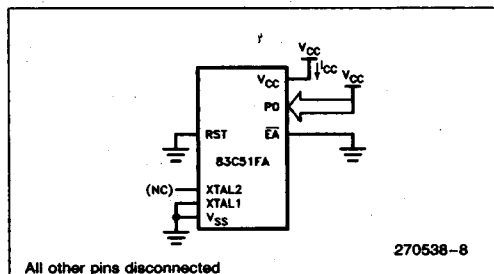 VCC
ICC
VCC
VCC
P0
RST
EA
83C51FA
(NC)
XTAL2
XTAL1
VSS
270538-8
All other pins disconnected